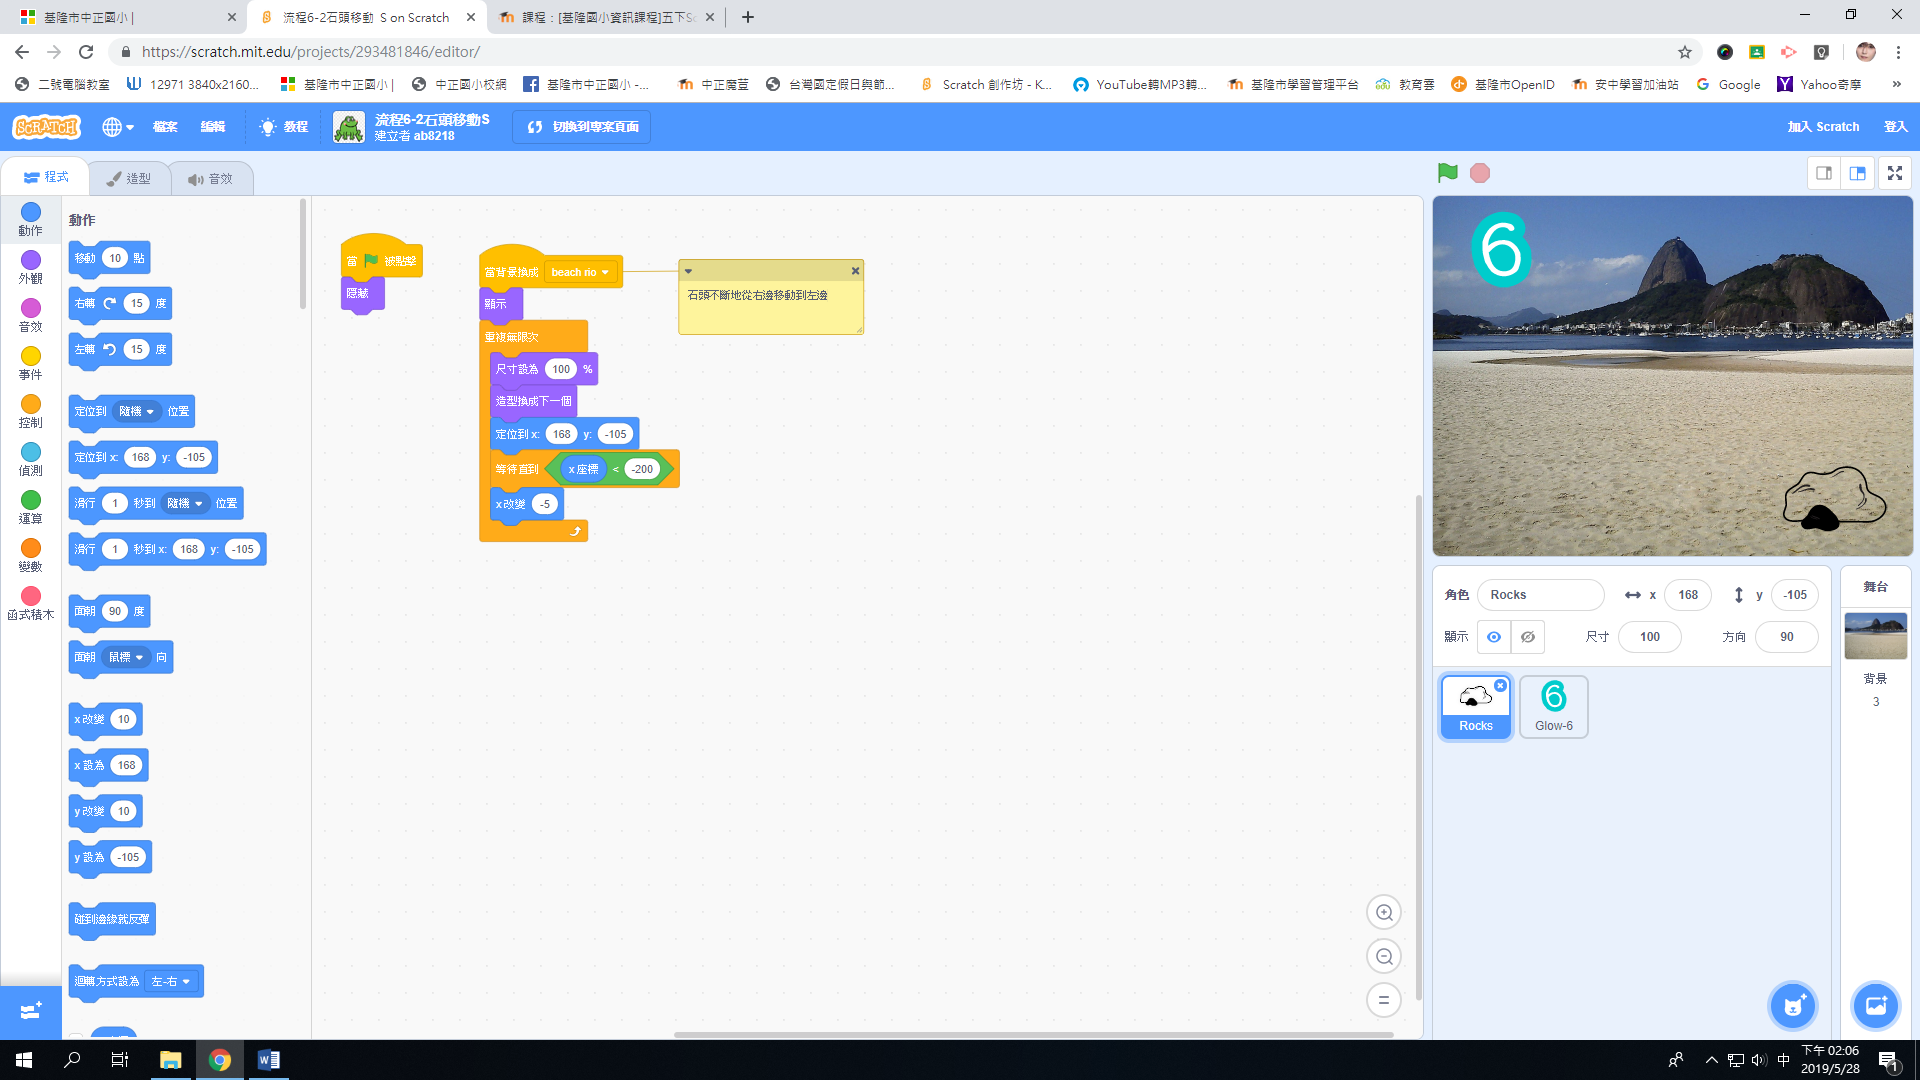 基隆市中正國小 |
流程6-2石頭移動 S on Scratch
課程：[基隆國小資訊課程]五下Sc
https://scratch.mit.edu/projects/293481846/editor/
二號電腦教室
12971 3840x2160...
基隆市中正國小 |
中正國小校網
基隆市中正國小 -...
中正魔荳
台灣國定假日與節...
Scratch 創作坊 - K...
YouTube轉MP3轉...
基隆市學習管理平台
教育雲
基隆市OpenID
安中學習加油站
Google
Yahoo奇摩
SCRATCH
檔案
編輯
教程
流程6-2石頭移動S
建立者 ab8218
切換到專案頁面
加入 Scratch
登入
程式
造型
音效
動作
外觀
音效
事件
控制
偵測
運算
變數
函式積木
動作
移動 10 點
右轉 15 度
左轉 15 度
定位到 隨機 位置
定位到 x: 168 y: -105
滑行 1 秒到 隨機 位置
滑行 1 秒到 x: 168 y: -105
面朝 90 度
面朝 鼠標 向
x 改變 10
x 設為 168
y 改變 10
y 設為 -105
碰到邊緣就反彈
迴轉方式設為 左-右
當 被點擊
隱藏
當背景換成 beach rio
顯示
重複無限次
尺寸設為 100 %
造型換成下一個
定位到 x: 168 y: -105
等待直到 x 座標 < -200
x 改變 -5
石頭不斷地從右邊移動到左邊
6
角色 Rocks x 168 y -105
顯示 尺寸 100 方向 90
Rocks
6
Glow-6
舞台
背景
3
中
下午 02:06
2019/5/28
1